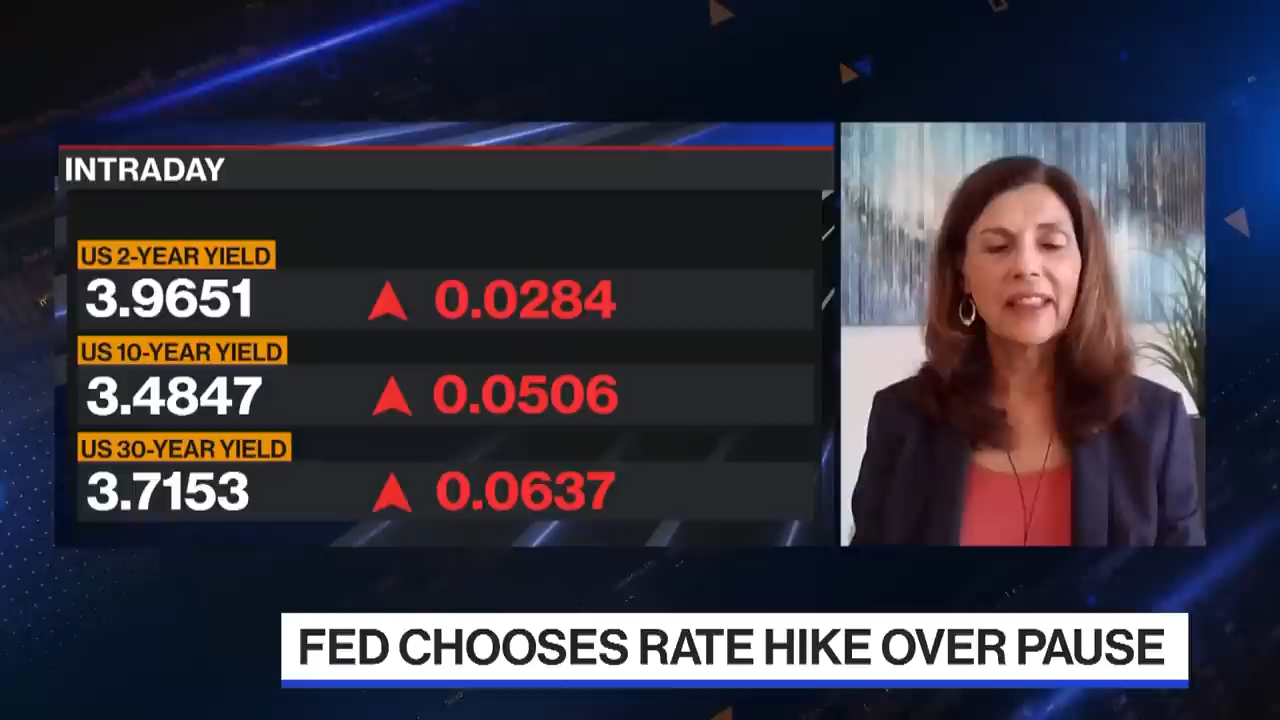 INTRADAY
US 2-YEAR YIELD
3.9651 ▲ 0.0284
US 10-YEAR YIELD
3.4847 ▲ 0.0506
US 30-YEAR YIELD
3.7153 ▲ 0.0637
FED CHOOSES RATE HIKE OVER PAUSE